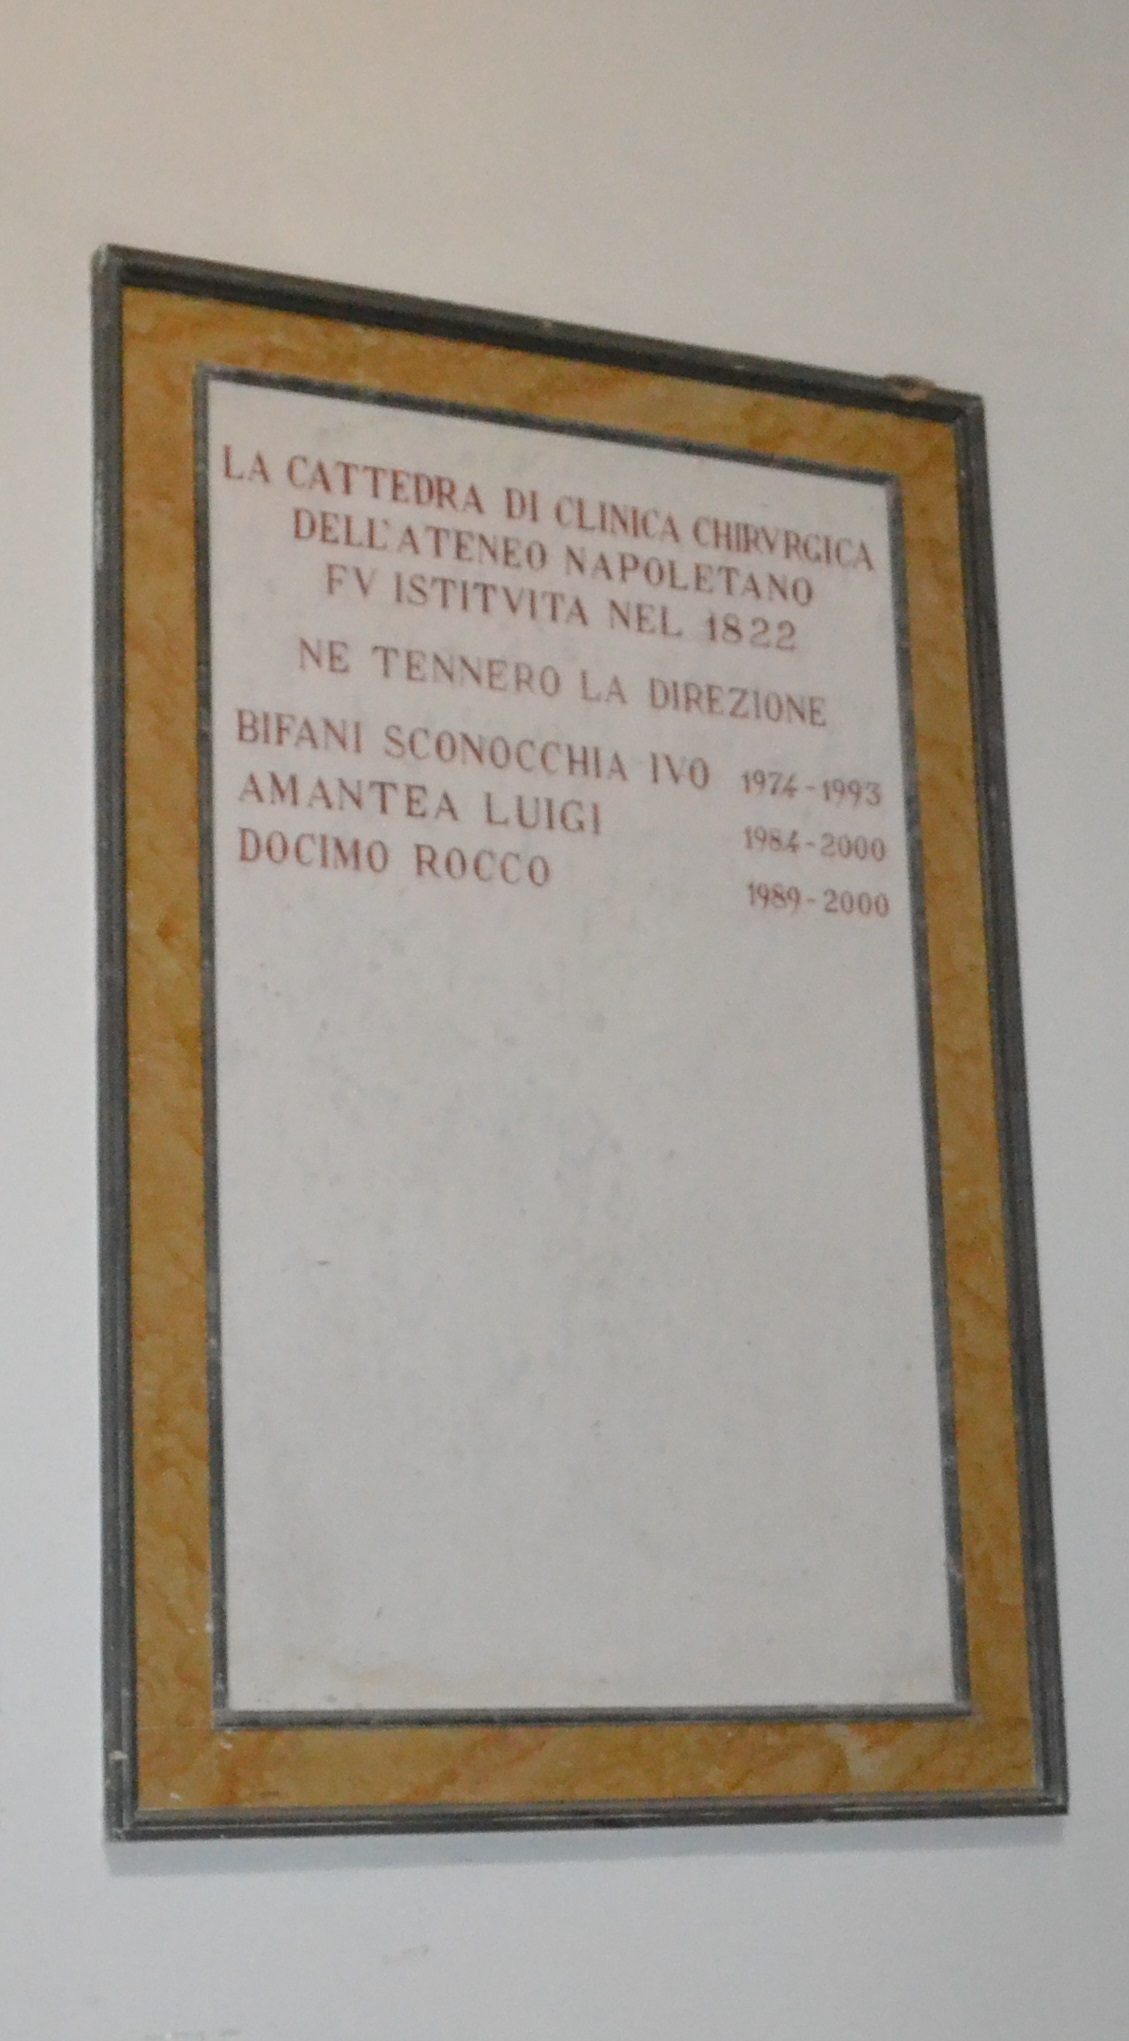 LA CATTEDRA DI CLINICA CHIRVRGICA
DELL'ATENEO NAPOLETANO
FV ISTITVITA NEL 1822
NE TENNERO LA DIREZIONE
BIFANI SCONOCCHIA IVO 1974-1993
AMANTEA LUIGI 1984-2000
DOCIMO ROCCO 1989-2000